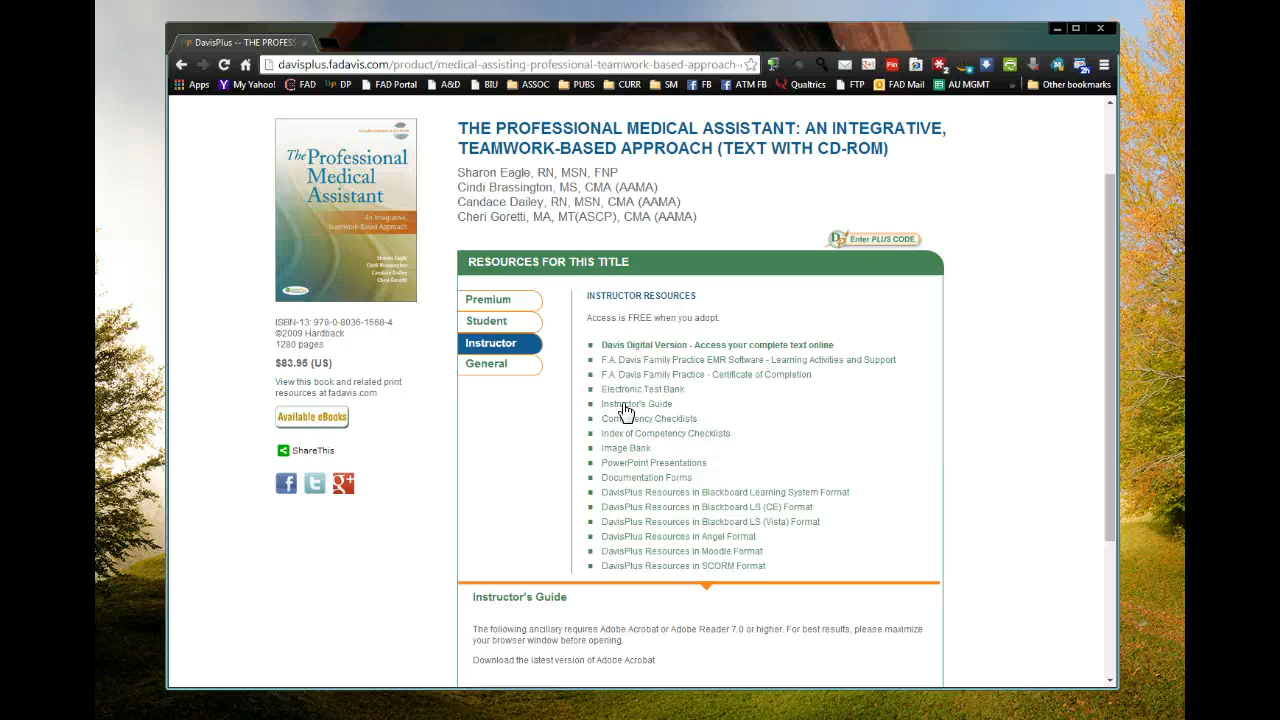 DavisPlus -- THE PROFES
davisplus.fadavis.com/product/medical-assisting-professional-teamwork-based-approach-
Apps My Yahoo! FAD DP FAD Portal A&D BIU ASSOC PUBS CURR SM FB ATM FB Qualtrics FTP FAD Mail AU MGMT » Other bookmarks
The Professional
Medical
Assistant
An Integrative,
Teamwork-Based Approach
Sharon Eagle
Cindi Brassington
Candace Dailey
Cheri Goretti
ISBN-13: 978-0-8036-1668-4
©2009 Hardback
1280 pages
$83.95 (US)
View this book and related print
resources at fadavis.com
Available eBooks
ShareThis
THE PROFESSIONAL MEDICAL ASSISTANT: AN INTEGRATIVE,
TEAMWORK-BASED APPROACH (TEXT WITH CD-ROM)
Sharon Eagle, RN, MSN, FNP
Cindi Brassington, MS, CMA (AAMA)
Candace Dailey, RN, MSN, CMA (AAMA)
Cheri Goretti, MA, MT(ASCP), CMA (AAMA)
Enter PLUS CODE
RESOURCES FOR THIS TITLE
Premium
Student
Instructor
General
INSTRUCTOR RESOURCES
Access is FREE when you adopt.
Davis Digital Version - Access your complete text online
F.A. Davis Family Practice EMR Software - Learning Activities and Support
F.A. Davis Family Practice - Certificate of Completion
Electronic Test Bank
Instructor's Guide
Competency Checklists
Index of Competency Checklists
Image Bank
PowerPoint Presentations
Documentation Forms
DavisPlus Resources in Blackboard Learning System Format
DavisPlus Resources in Blackboard LS (CE) Format
DavisPlus Resources in Blackboard LS (Vista) Format
DavisPlus Resources in Angel Format
DavisPlus Resources in Moodle Format
DavisPlus Resources in SCORM Format
Instructor's Guide
The following ancillary requires Adobe Acrobat or Adobe Reader 7.0 or higher. For best results, please maximize
your browser window before opening.
Download the latest version of Adobe Acrobat